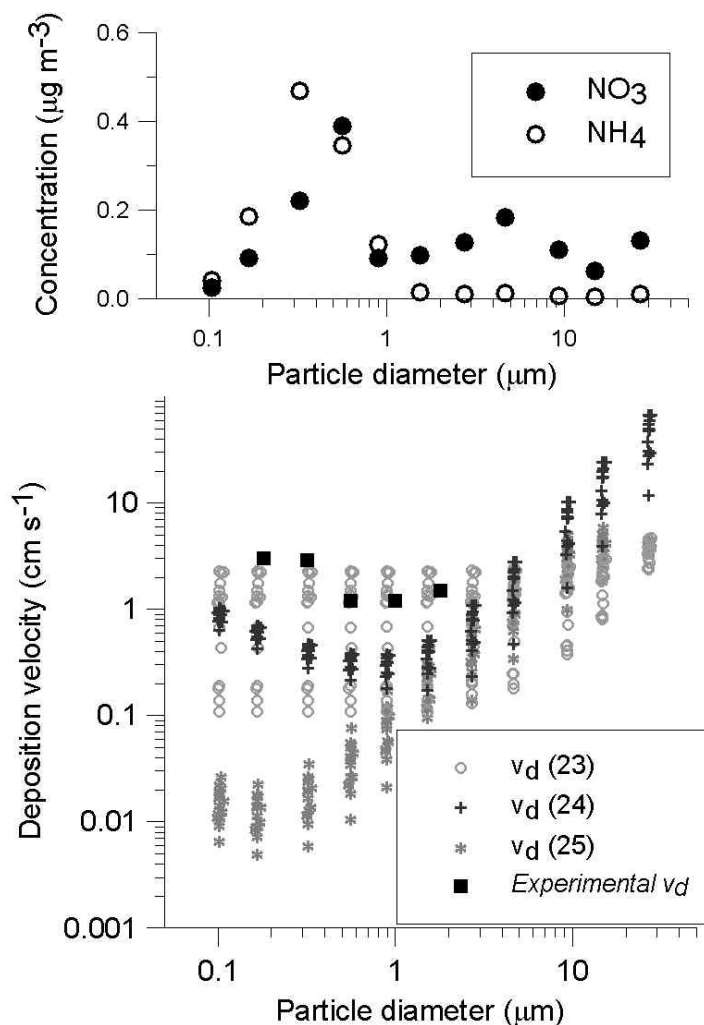 0.6
0.4
0.2
0.0
Concentration (μg m-3)
NO3
NH4
0.1 1 10
Particle diameter (μm)
10
1
0.1
0.01
0.001
Deposition velocity (cm s-1)
vd (23)
vd (24)
vd (25)
Experimental vd
0.1 1 10
Particle diameter (μm)